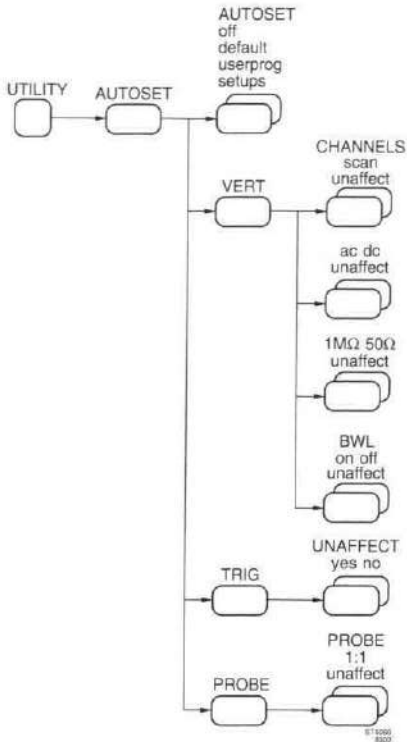 AUTOSET
off
default
userprog
setups
UTILITY
AUTOSET
VERT
CHANNELS
scan
unaffect
ac dc
unaffect
1MΩ 50Ω
unaffect
BWL
on off
unaffect
TRIG
UNAFFECT
yes no
PROBE
PROBE
1:1
unaffect